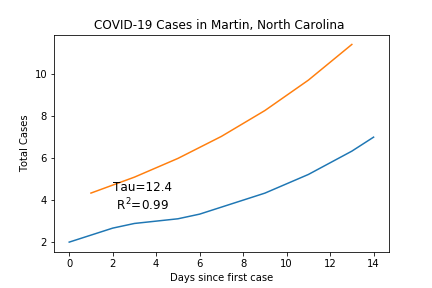 COVID-19 Cases in Martin, North Carolina
Total Cases
10
8
6
4
2
Tau=12.4
R²=0.99
0 2 4 6 8 10 12 14
Days since first case